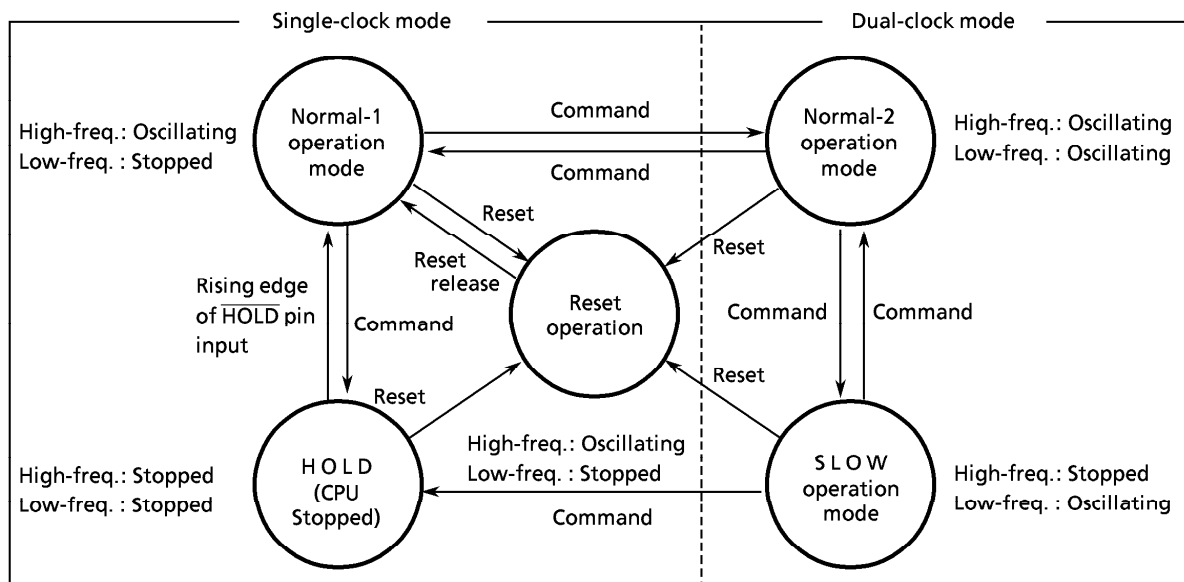 Single-clock mode
Dual-clock mode
High-freq.: Oscillating
Low-freq. : Stopped
Normal-1
operation
mode
Command
Command
Normal-2
operation
mode
High-freq.: Oscillating
Low-freq. : Oscillating
Reset
Reset
release
Reset
operation
Reset
Rising edge
of H̅O̅L̅D̅ pin
input
Command
Command
Command
Reset
Reset
High-freq.: Stopped
Low-freq. : Stopped
H O L D
(CPU
Stopped)
High-freq.: Oscillating
Low-freq. : Stopped
Command
S L O W
operation
mode
High-freq.: Stopped
Low-freq. : Oscillating